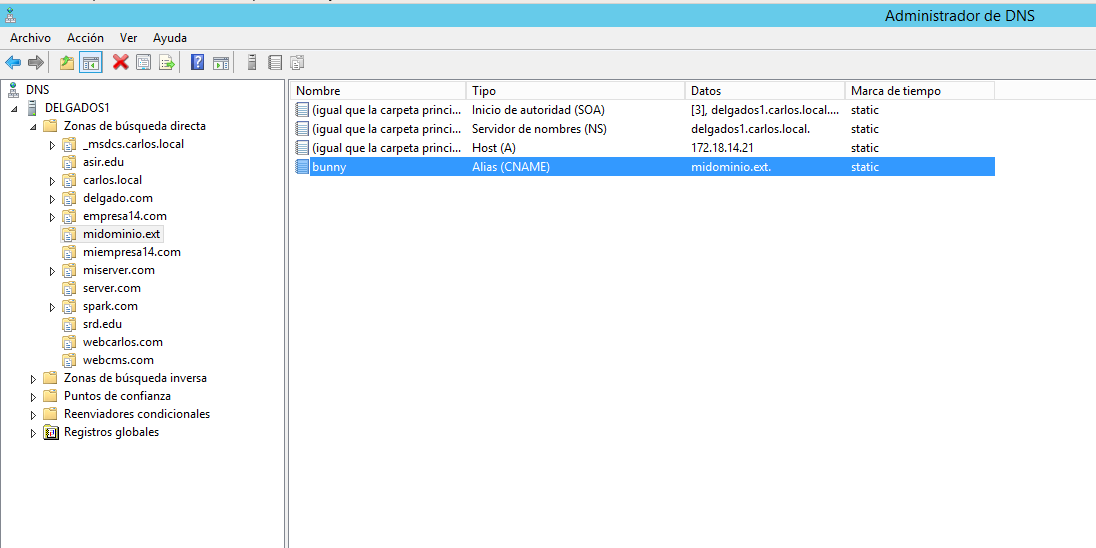 Administrador de DNS
Archivo Acción Ver Ayuda
DNS
DELGADOS1
Zonas de búsqueda directa
_msdcs.carlos.local
asir.edu
carlos.local
delgado.com
empresa14.com
midominio.ext
miempresa14.com
miserver.com
server.com
spark.com
srd.edu
webcarlos.com
webcms.com
Zonas de búsqueda inversa
Puntos de confianza
Reenviadores condicionales
Registros globales
Nombre Tipo Datos Marca de tiempo
(igual que la carpeta princi... Inicio de autoridad (SOA) [3], delgados1.carlos.local.... static
(igual que la carpeta princi... Servidor de nombres (NS) delgados1.carlos.local. static
(igual que la carpeta princi... Host (A) 172.18.14.21 static
bunny Alias (CNAME) midominio.ext. static